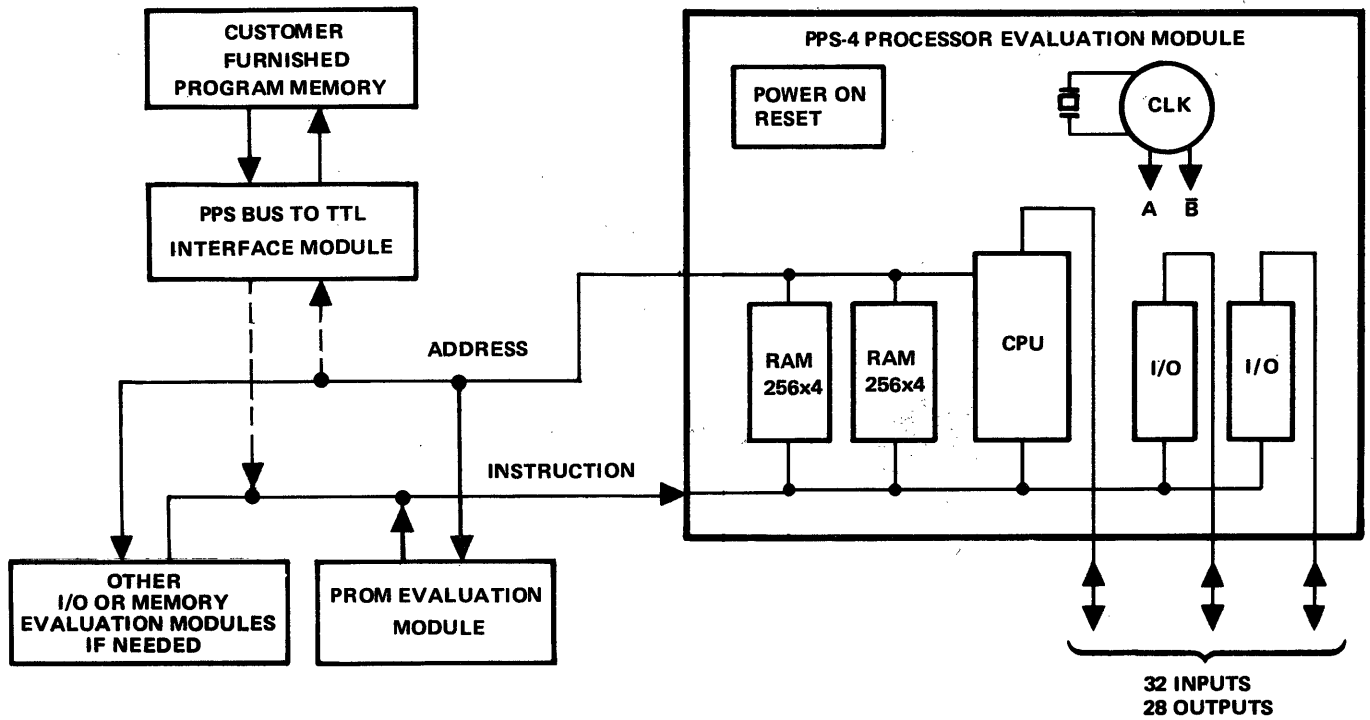 CUSTOMER
FURNISHED
PROGRAM MEMORY
PPS BUS TO TTL
INTERFACE MODULE
ADDRESS
INSTRUCTION
OTHER
I/O OR MEMORY
EVALUATION MODULES
IF NEEDED
PROM EVALUATION
MODULE
PPS-4 PROCESSOR EVALUATION MODULE
POWER ON
RESET
CLK
A B̅
RAM
256x4
RAM
256x4
CPU
I/O
I/O
32 INPUTS
28 OUTPUTS